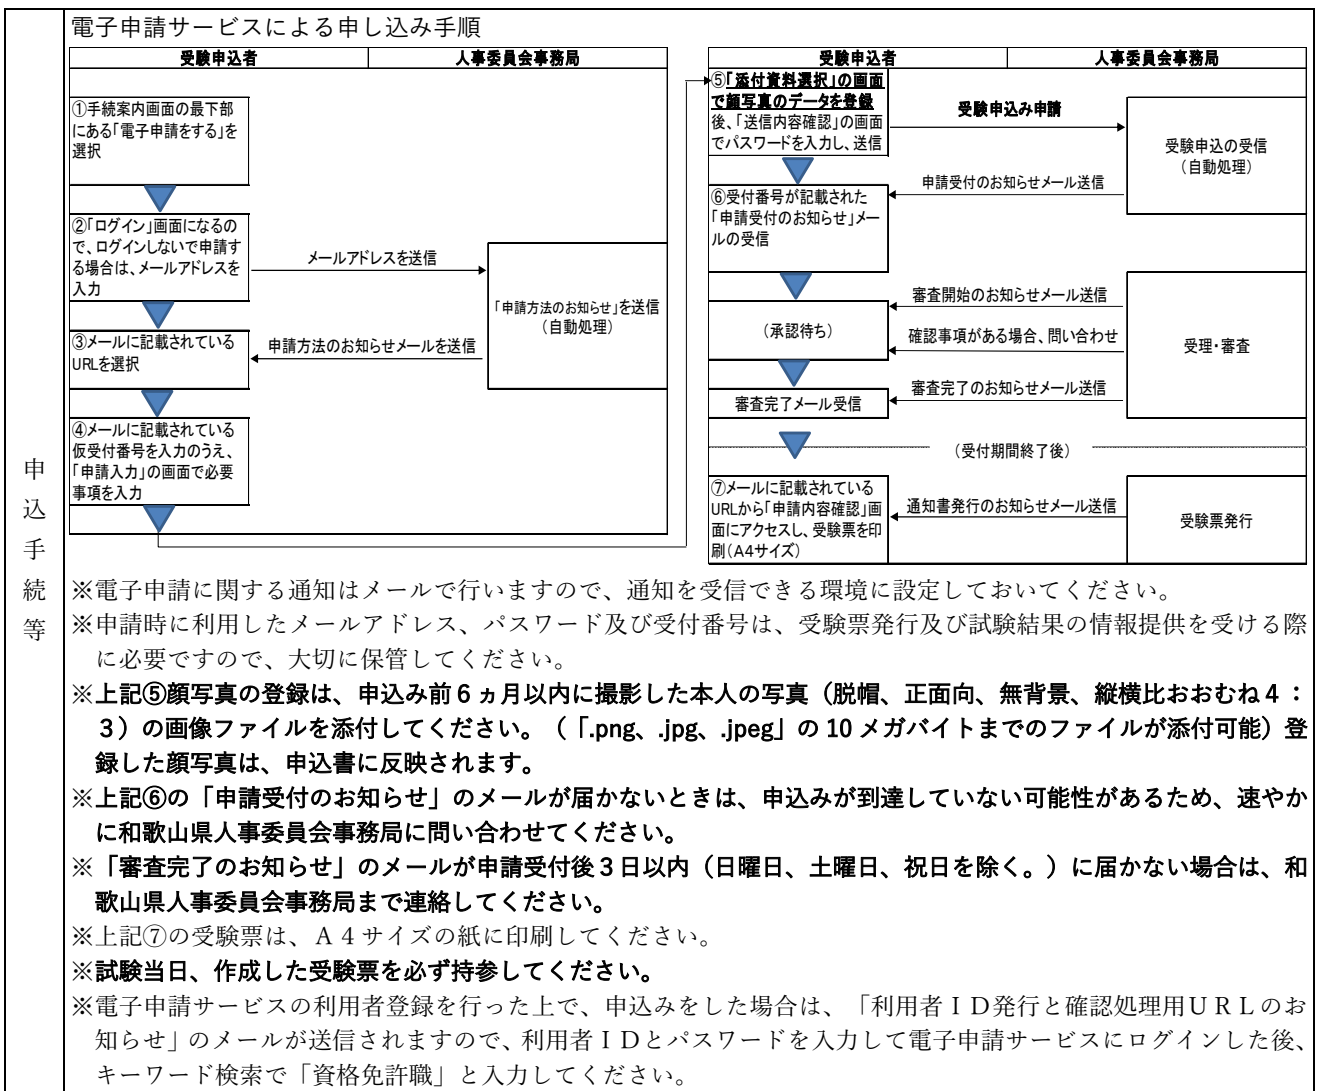 電子申請サービスによる申し込み手順
受験申込者
人事委員会事務局
①手続案内画面の最下部
にある「電子申請をする」を
選択
②「ログイン」画面になるの
で、ログインしないで申請す
る場合は、メールアドレスを
入力
メールアドレスを送信
「申請方法のお知らせ」を送信
（自動処理）
③メールに記載されている
URLを選択
申請方法のお知らせメールを送信
④メールに記載されている
仮受付番号を入力のうえ、
「申請入力」の画面で必要
事項を入力
受験申込者
人事委員会事務局
⑤「添付資料選択」の画面
で顔写真のデータを登録
後、「送信内容確認」の画面
でパスワードを入力し、送信
受験申込み申請
受験申込の受信
（自動処理）
申請受付のお知らせメール送信
⑥受付番号が記載された
「申請受付のお知らせ」メー
ルの受信
審査開始のお知らせメール送信
（承認待ち）
確認事項がある場合、問い合わせ
受理・審査
審査完了のお知らせメール送信
審査完了メール受信
（受付期間終了後）
⑦メールに記載されている
URLから「申請内容確認」画
面にアクセスし、受験票を印
刷（A4サイズ）
通知書発行のお知らせメール送信
受験票発行
申込手続等
※電子申請に関する通知はメールで行いますので、通知を受信できる環境に設定しておいてください。
※申請時に利用したメールアドレス、パスワード及び受付番号は、受験票発行及び試験結果の情報提供を受ける際
に必要ですので、大切に保管してください。
※上記⑤顔写真の登録は、申込み前６ヵ月以内に撮影した本人の写真（脱帽、正面向、無背景、縦横比おおむね４：
３）の画像ファイルを添付してください。（「.png、.jpg、.jpeg」の 10 メガバイトまでのファイルが添付可能）登
録した顔写真は、申込書に反映されます。
※上記⑥の「申請受付のお知らせ」のメールが届かないときは、申込みが到達していない可能性があるため、速やか
に和歌山県人事委員会事務局に問い合わせてください。
※「審査完了のお知らせ」のメールが申請受付後３日以内（日曜日、土曜日、祝日を除く。）に届かない場合は、和
歌山県人事委員会事務局まで連絡してください。
※上記⑦の受験票は、Ａ４サイズの紙に印刷してください。
※試験当日、作成した受験票を必ず持参してください。
※電子申請サービスの利用者登録を行った上で、申込みをした場合は、「利用者ＩＤ発行と確認処理用ＵＲＬのお
知らせ」のメールが送信されますので、利用者ＩＤとパスワードを入力して電子申請サービスにログインした後、
キーワード検索で「資格免許職」と入力してください。